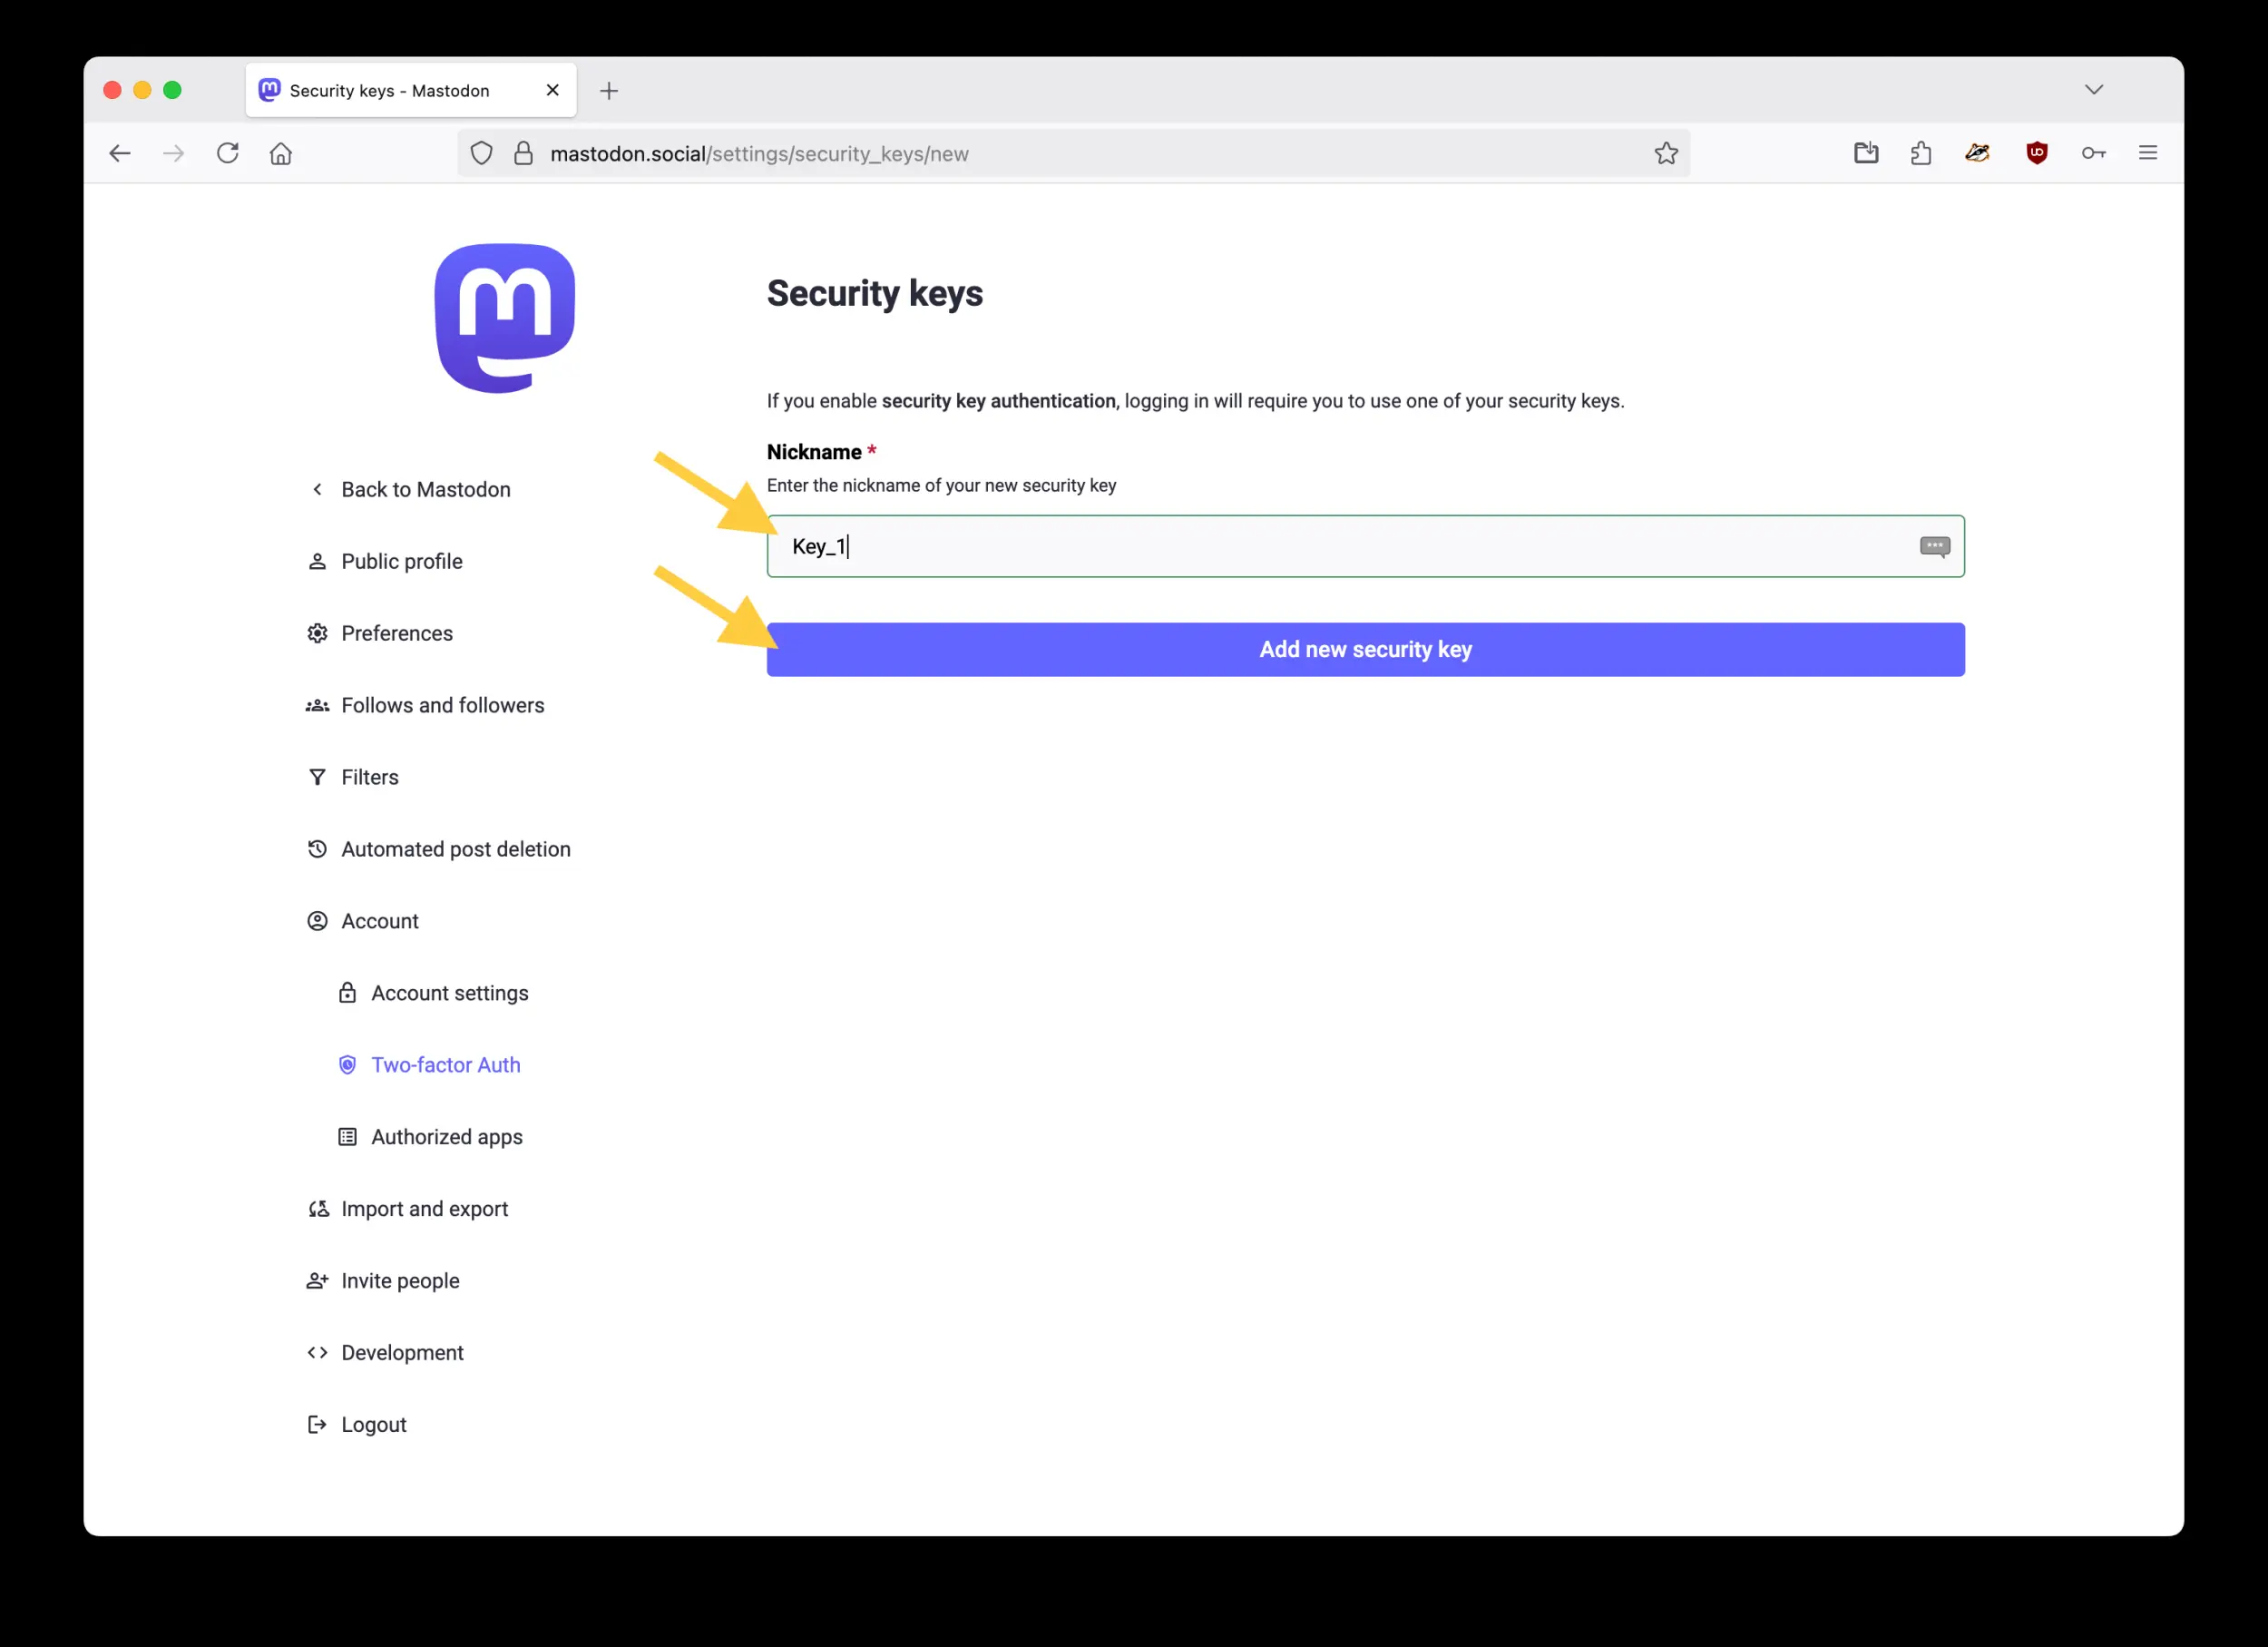 Security keys - Mastodon
mastodon.social/settings/security_keys/new
Security keys
If you enable security key authentication, logging in will require you to use one of your security keys.
Nickname *
Enter the nickname of your new security key
Key_1
Add new security key
Back to Mastodon
Public profile
Preferences
Follows and followers
Filters
Automated post deletion
Account
Account settings
Two-factor Auth
Authorized apps
Import and export
Invite people
Development
Logout